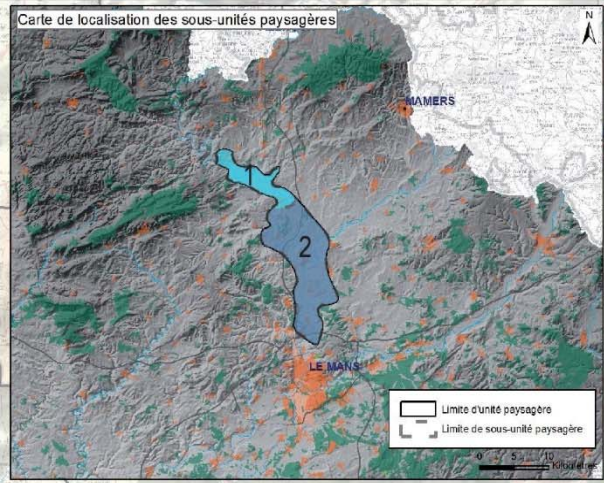 Carte de localisation des sous-unités paysagères
N
MAMERS
1
2
LE MANS
Limite d'unité paysagère
Limite de sous-unité paysagère
0 5 10
Kilomètres